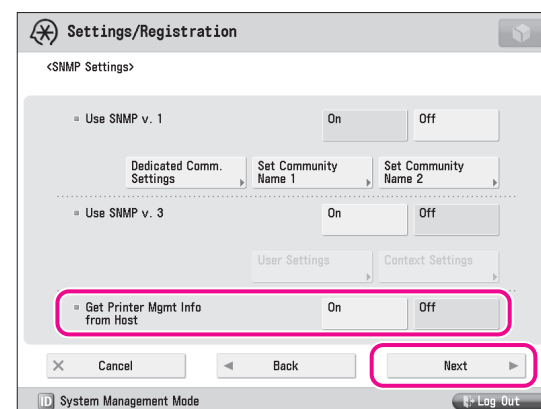 Settings/Registration
<SNMP Settings>
Use SNMP v. 1
On
Off
Dedicated Comm.
Settings
Set Community
Name 1
Set Community
Name 2
Use SNMP v. 3
On
Off
User Settings
Context Settings
Get Printer Mgmt Info
from Host
On
Off
Cancel
Back
Next
ID System Management Mode
Log Out